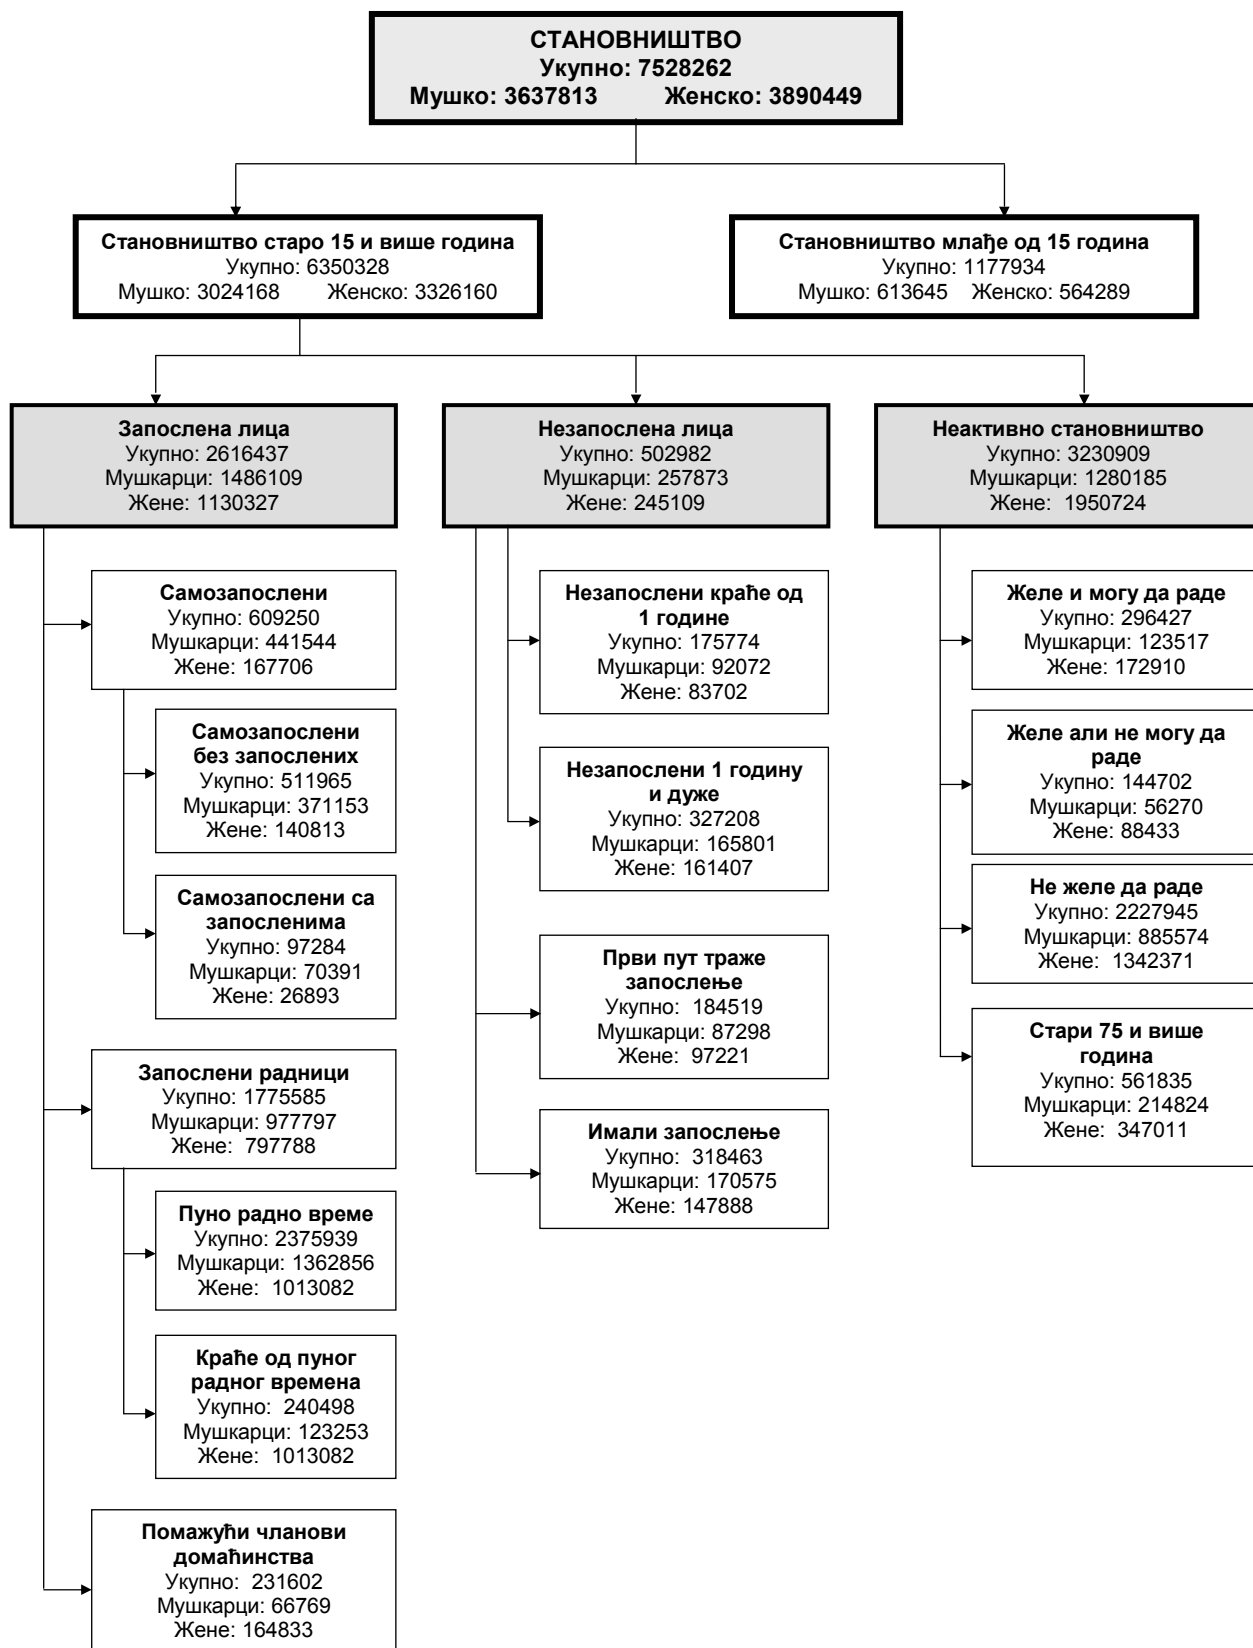 СТАНОВНИШТВО
Укупно: 7528262
Мушко: 3637813 Женско: 3890449
Становништво старо 15 и више година
Укупно: 6350328
Мушко: 3024168 Женско: 3326160
Становништво млађе од 15 година
Укупно: 1177934
Мушко: 613645 Женско: 564289
Запослена лица
Укупно: 2616437
Мушкарци: 1486109
Жене: 1130327
Незапослена лица
Укупно: 502982
Мушкарци: 257873
Жене: 245109
Неактивно становништво
Укупно: 3230909
Мушкарци: 1280185
Жене: 1950724
Самозапослени
Укупно: 609250
Мушкарци: 441544
Жене: 167706
Самозапослени
без запослених
Укупно: 511965
Мушкарци: 371153
Жене: 140813
Самозапослени са
запосленима
Укупно: 97284
Мушкарци: 70391
Жене: 26893
Запослени радници
Укупно: 1775585
Мушкарци: 977797
Жене: 797788
Пуно радно време
Укупно: 2375939
Мушкарци: 1362856
Жене: 1013082
Краће од пуног
радног времена
Укупно: 240498
Мушкарци: 123253
Жене: 1013082
Помажући чланови
домаћинства
Укупно: 231602
Мушкарци: 66769
Жене: 164833
Незапослени краће од
1 године
Укупно: 175774
Мушкарци: 92072
Жене: 83702
Незапослени 1 годину
и дуже
Укупно: 327208
Мушкарци: 165801
Жене: 161407
Први пут траже
запослење
Укупно: 184519
Мушкарци: 87298
Жене: 97221
Имали запослење
Укупно: 318463
Мушкарци: 170575
Жене: 147888
Желе и могу да раде
Укупно: 296427
Мушкарци: 123517
Жене: 172910
Желе али не могу да
раде
Укупно: 144702
Мушкарци: 56270
Жене: 88433
Не желе да раде
Укупно: 2227945
Мушкарци: 885574
Жене: 1342371
Стари 75 и више
година
Укупно: 561835
Мушкарци: 214824
Жене: 347011